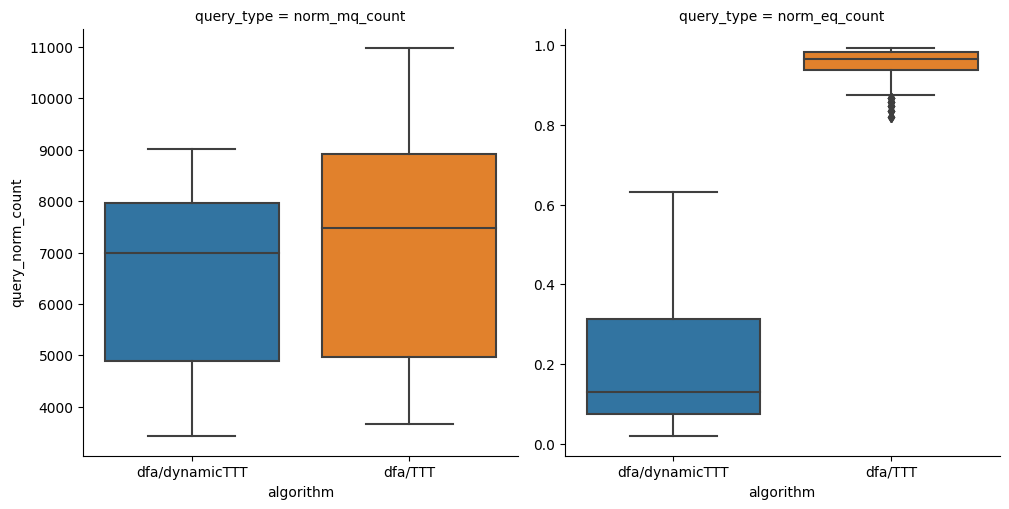 query_type = norm_mq_count
query_type = norm_eq_count
query_norm_count
11000
10000
9000
8000
7000
6000
5000
4000
dfa/dynamicTTT
dfa/TTT
algorithm
1.0
0.8
0.6
0.4
0.2
0.0
dfa/dynamicTTT
dfa/TTT
algorithm